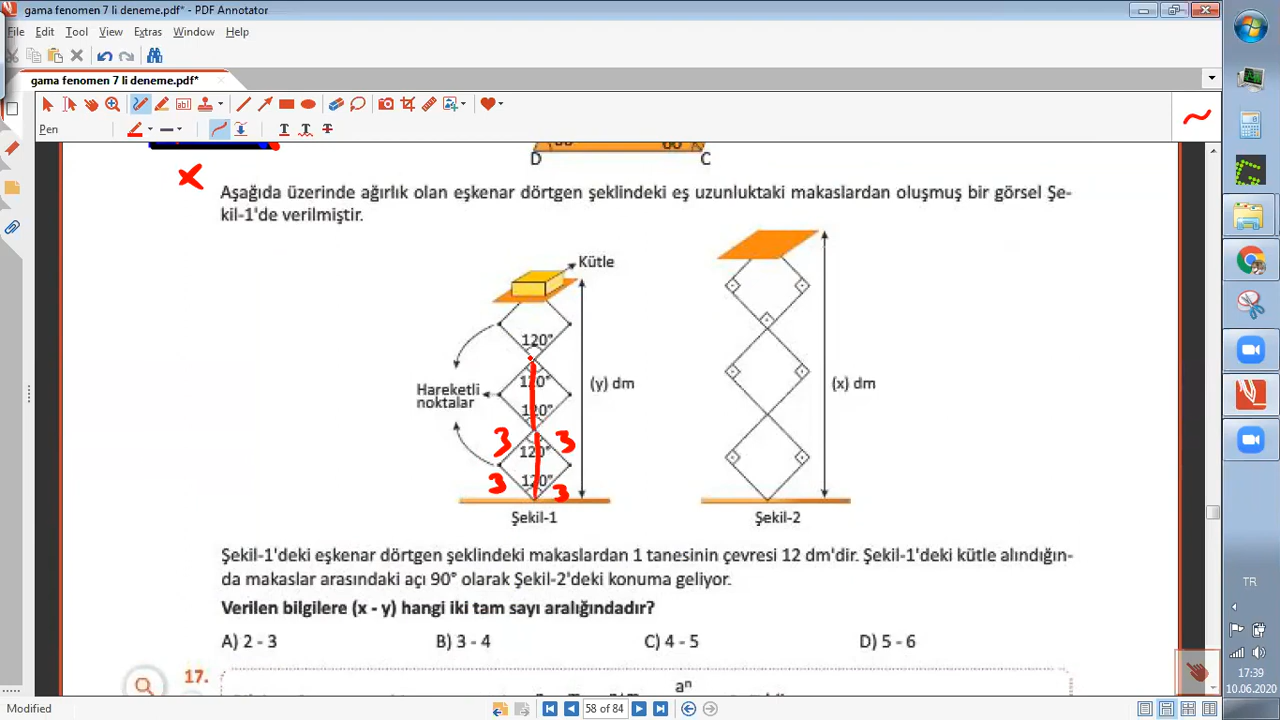 gama fenomen 7 li deneme.pdf* - PDF Annotator
File Edit Tool View Extras Window Help
gama fenomen 7 li deneme.pdf*
Pen
D C
Aşağıda üzerinde ağırlık olan eşkenar dörtgen şeklindeki eş uzunluktaki makaslardan oluşmuş bir görsel Şe-
kil-1'de verilmiştir.
Kütle
120°
120°
120°
120°
120°
Hareketli
noktalar
(y) dm
(x) dm
3 3
3 3
Şekil-1
Şekil-2
Şekil-1'deki eşkenar dörtgen şeklindeki makaslardan 1 tanesinin çevresi 12 dm'dir. Şekil-1'deki kütle alındığın-
da makaslar arasındaki açı 90° olarak Şekil-2'deki konuma geliyor.
Verilen bilgilere (x - y) hangi iki tam sayı aralığındadır?
A) 2 - 3 B) 3 - 4 C) 4 - 5 D) 5 - 6
17.
aⁿ
Modified
58 of 84
TR
17:39
10.06.2020